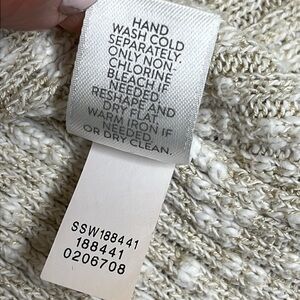 HAND
WASH COLD
SEPARATELY.
ONLY NON-
CHLORINE
BLEACH IF
NEEDED.
RESHAPE AND
DRY FLAT.
WARM IRON IF
NEEDED
OR DRY CLEAN.
SSW188441
188441
0206708